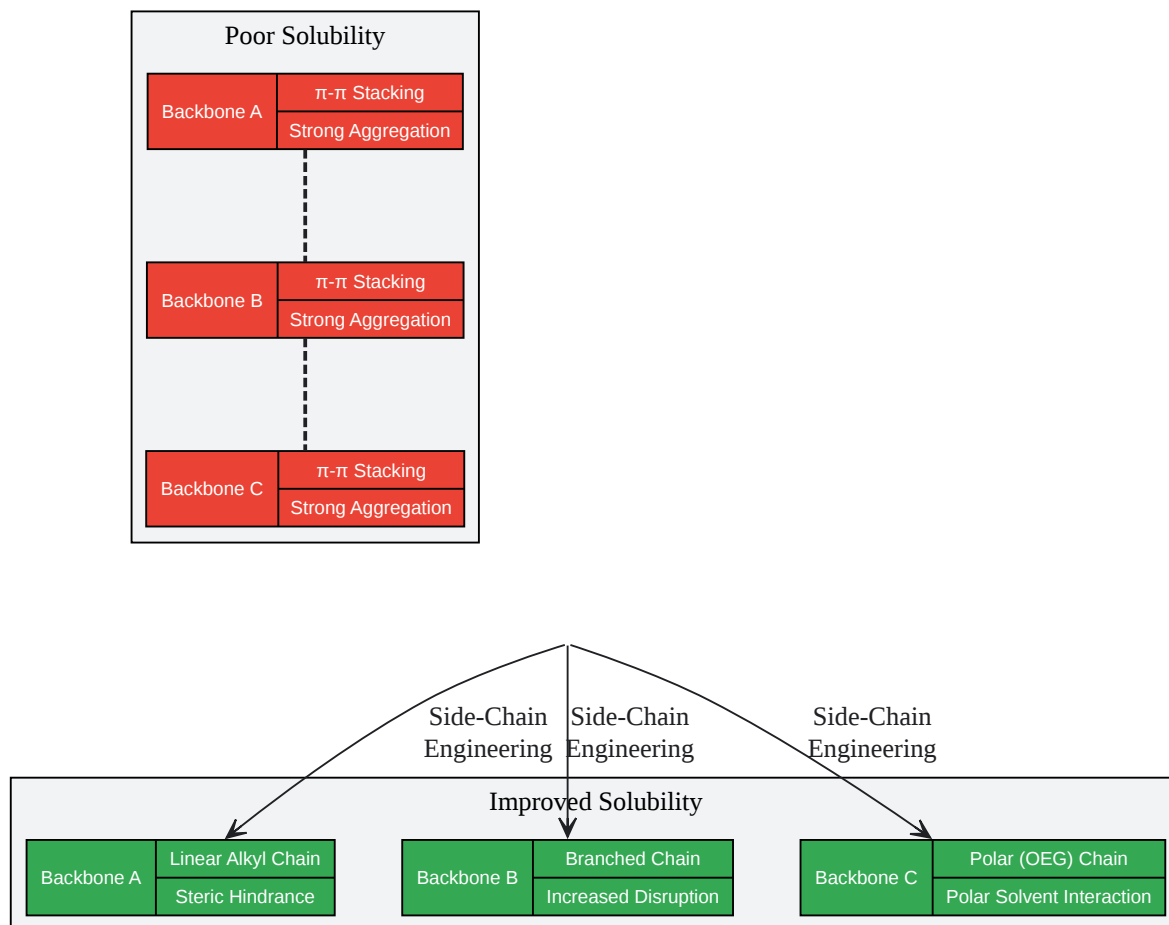 Poor Solubility
Backbone A
π-π Stacking
Strong Aggregation
Backbone B
π-π Stacking
Strong Aggregation
Backbone C
π-π Stacking
Strong Aggregation
Side-Chain
Engineering
Side-Chain
Engineering
Side-Chain
Engineering
Improved Solubility
Backbone A
Linear Alkyl Chain
Steric Hindrance
Backbone B
Branched Chain
Increased Disruption
Backbone C
Polar (OEG) Chain
Polar Solvent Interaction